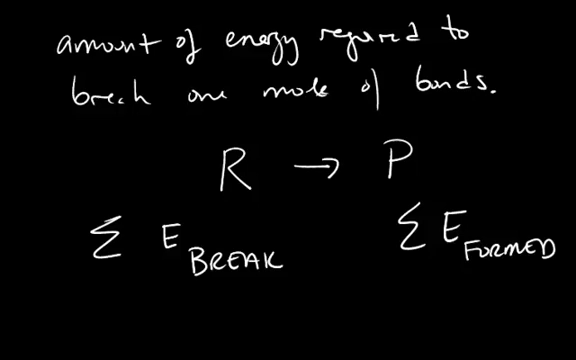 amount of energy required to
break one mole of bonds.
R → P
Σ E BREAK Σ E FORMED